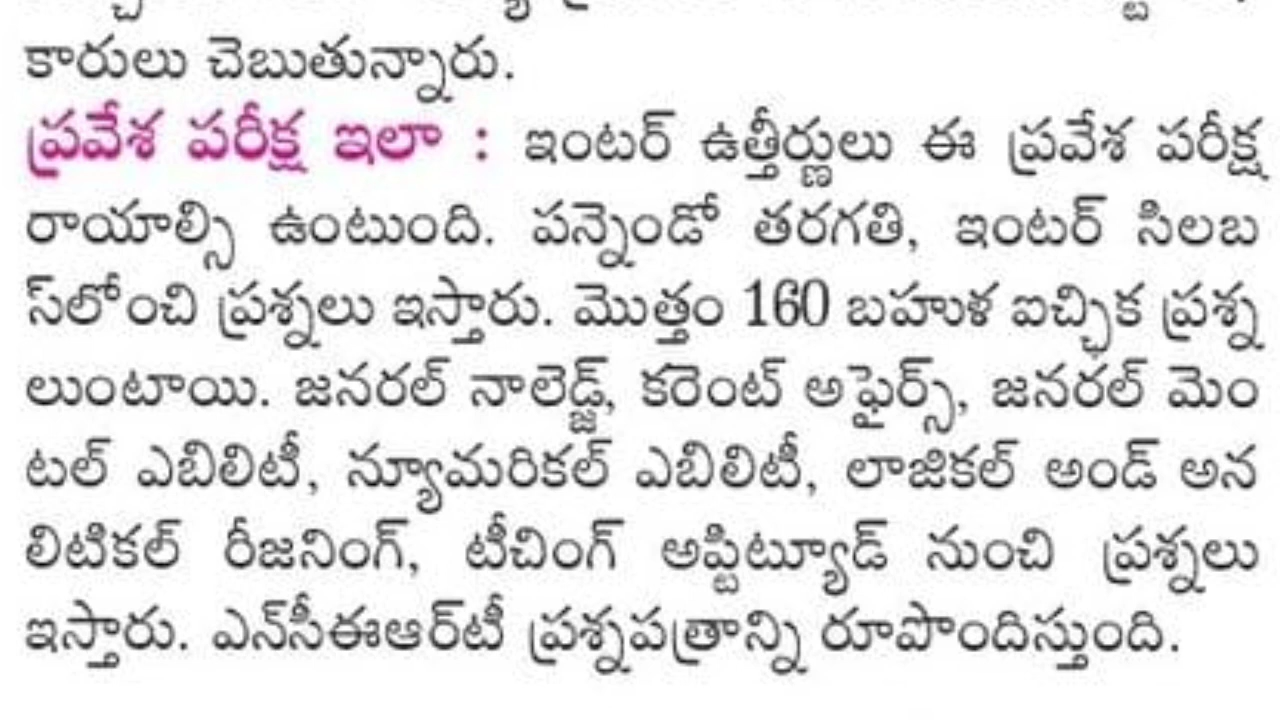 కారులు చెబుతున్నారు.
ప్రవేశ పరీక్ష ఇలా : ఇంటర్ ఉత్తీర్ణులు ఈ ప్రవేశ పరీక్ష
రాయాల్సి ఉంటుంది. పన్నెండో తరగతి, ఇంటర్ సిలబ
స్‌లోంచి ప్రశ్నలు ఇస్తారు. మొత్తం 160 బహుళ ఐచ్ఛిక ప్రశ్న
లుంటాయి. జనరల్ నాలెడ్జ్, కరెంట్ అఫైర్స్, జనరల్ మెం
టల్ ఎబిలిటీ, న్యూమరికల్ ఎబిలిటీ, లాజికల్ అండ్ అన
లిటికల్ రీజనింగ్, టీచింగ్ అప్టిట్యూడ్ నుంచి ప్రశ్నలు
ఇస్తారు. ఎన్‌సీఈఆర్‌టీ ప్రశ్నపత్రాన్ని రూపొందిస్తుంది.